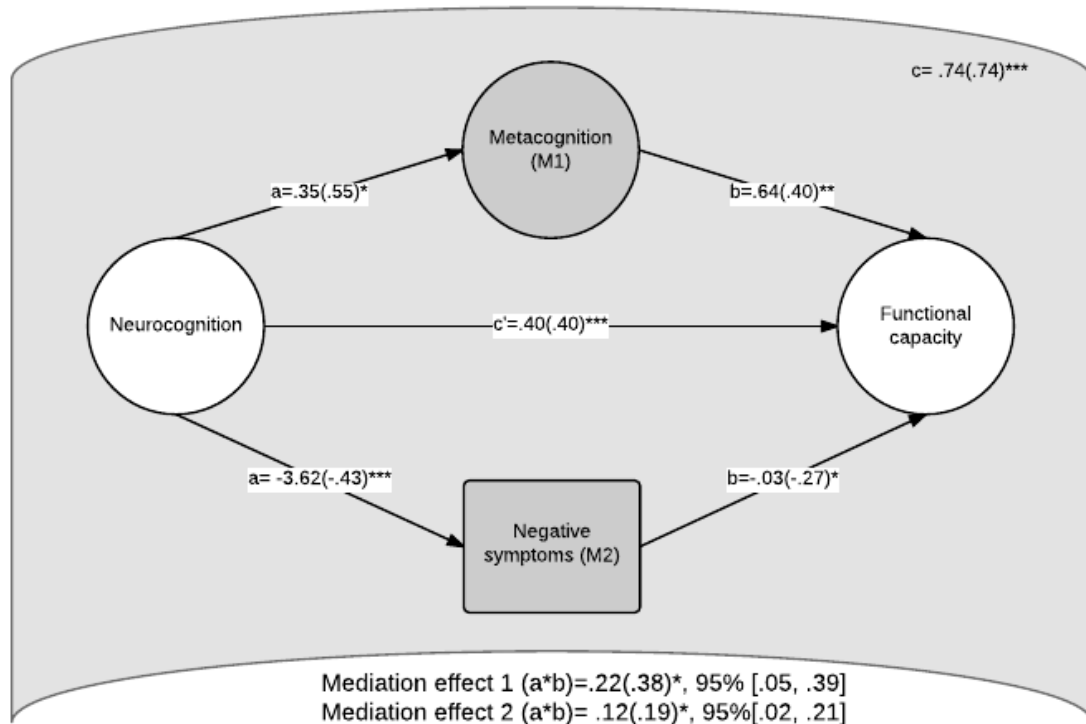 c= .74(.74)***
Metacognition
(M1)
a=.35(.55)*
b=.64(.40)**
Neurocognition
c'=.40(.40)***
Functional
capacity
a= -3.62(-.43)***
b=-.03(-.27)*
Negative
symptoms (M2)
Mediation effect 1 (a*b)=.22(.38)*, 95% [.05, .39]
Mediation effect 2 (a*b)= .12(.19)*, 95%[.02, .21]